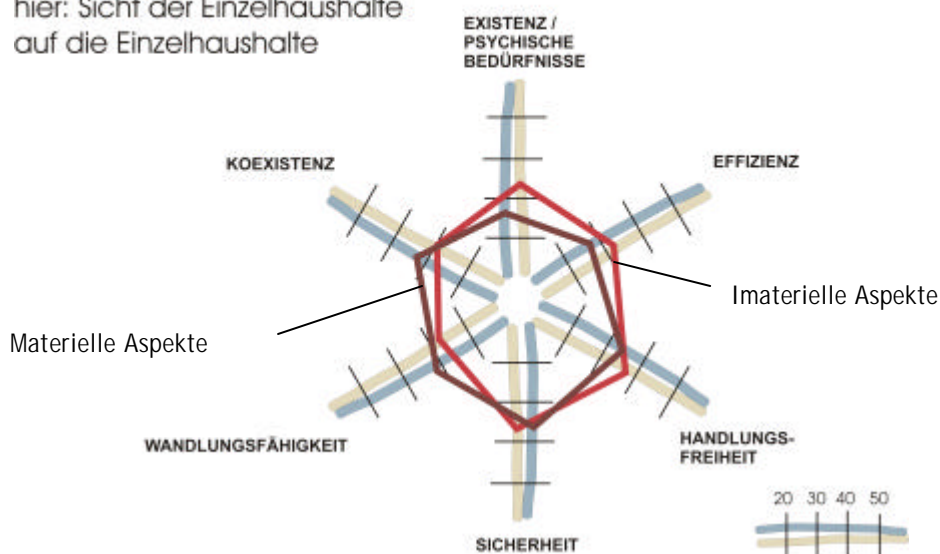 hier: Sicht der Einzelhaushalte
auf die Einzelhaushalte
EXISTENZ /
PSYCHISCHE
BEDÜRFNISSE
KOEXISTENZ
EFFIZIENZ
Imaterielle Aspekte
Materielle Aspekte
WANDLUNGSFÄHIGKEIT
HANDLUNGS-
FREIHEIT
SICHERHEIT
20 30 40 50